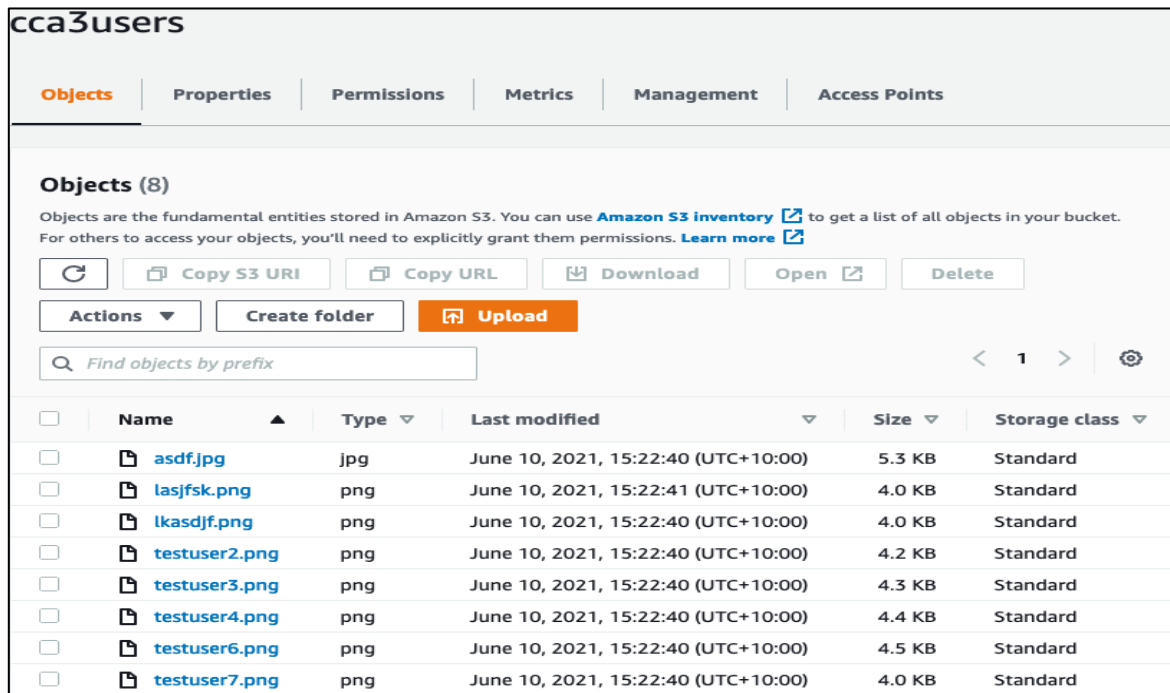 cca3users
Objects Properties Permissions Metrics Management Access Points
Objects (8)
Objects are the fundamental entities stored in Amazon S3. You can use Amazon S3 inventory to get a list of all objects in your bucket.
For others to access your objects, you'll need to explicitly grant them permissions. Learn more
Copy S3 URI Copy URL Download Open Delete
Actions Create folder Upload
Find objects by prefix 1
Name Type Last modified Size Storage class
asdf.jpg jpg June 10, 2021, 15:22:40 (UTC+10:00) 5.3 KB Standard
lasjfsk.png png June 10, 2021, 15:22:41 (UTC+10:00) 4.0 KB Standard
lkasdjf.png png June 10, 2021, 15:22:40 (UTC+10:00) 4.0 KB Standard
testuser2.png png June 10, 2021, 15:22:40 (UTC+10:00) 4.2 KB Standard
testuser3.png png June 10, 2021, 15:22:40 (UTC+10:00) 4.3 KB Standard
testuser4.png png June 10, 2021, 15:22:40 (UTC+10:00) 4.4 KB Standard
testuser6.png png June 10, 2021, 15:22:40 (UTC+10:00) 4.5 KB Standard
testuser7.png png June 10, 2021, 15:22:40 (UTC+10:00) 4.0 KB Standard